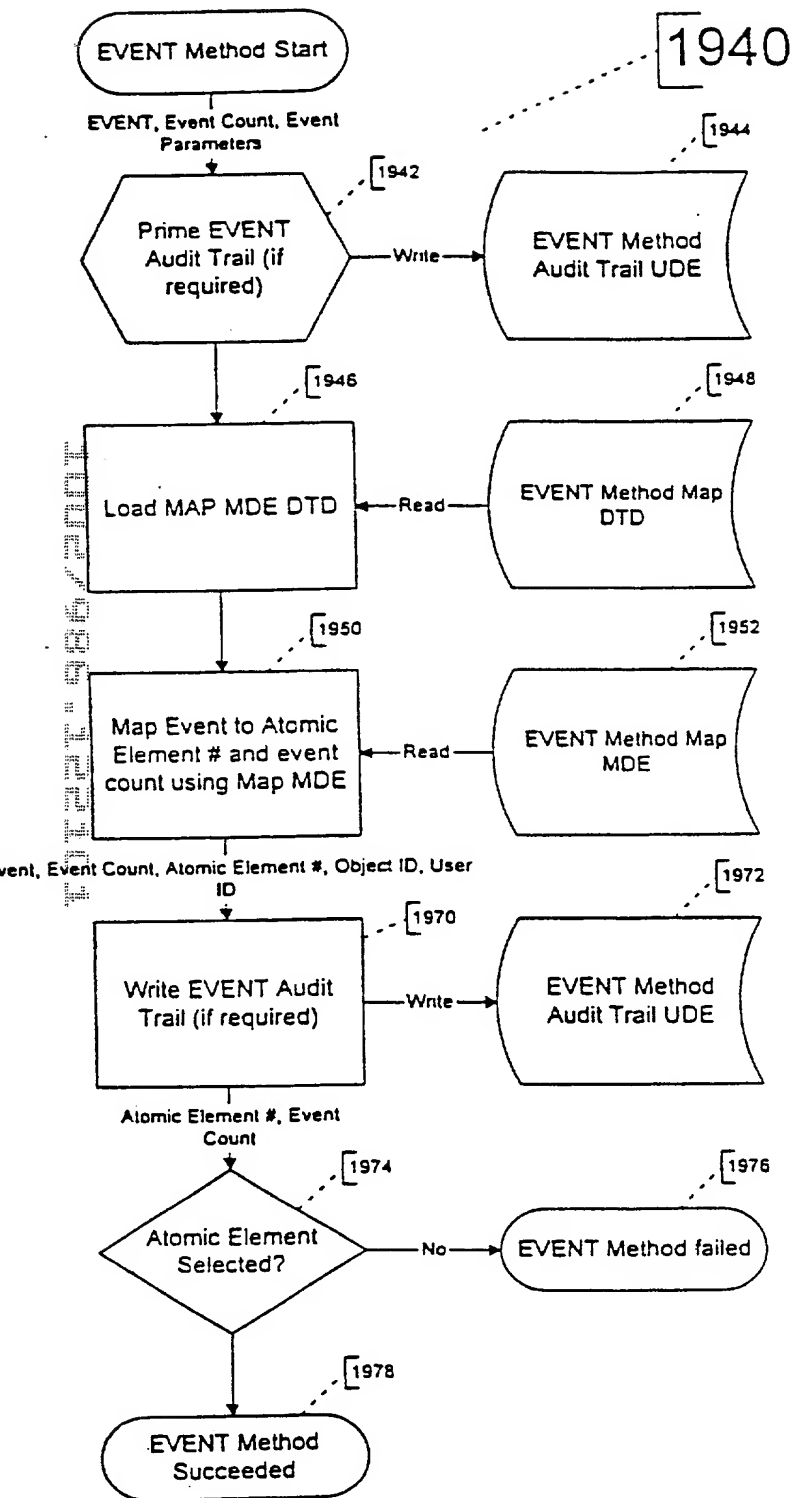 EVENT Method Start
1940
EVENT, Event Count, Event
Parameters
1942
1944
Prime EVENT
Audit Trail (if
required)
Write
EVENT Method
Audit Trail UDE
1946
1948
Load MAP MDE DTD
Read
EVENT Method Map
DTD
1950
1952
Map Event to Atomic
Element # and event
count using Map MDE
Read
EVENT Method Map
MDE
vent, Event Count, Atomic Element #, Object ID, User
ID
1970
1972
Write EVENT Audit
Trail (if required)
Write
EVENT Method
Audit Trail UDE
Atomic Element #, Event
Count
1974
1976
Atomic Element
Selected?
No
EVENT Method failed
1978
EVENT Method
Succeeded